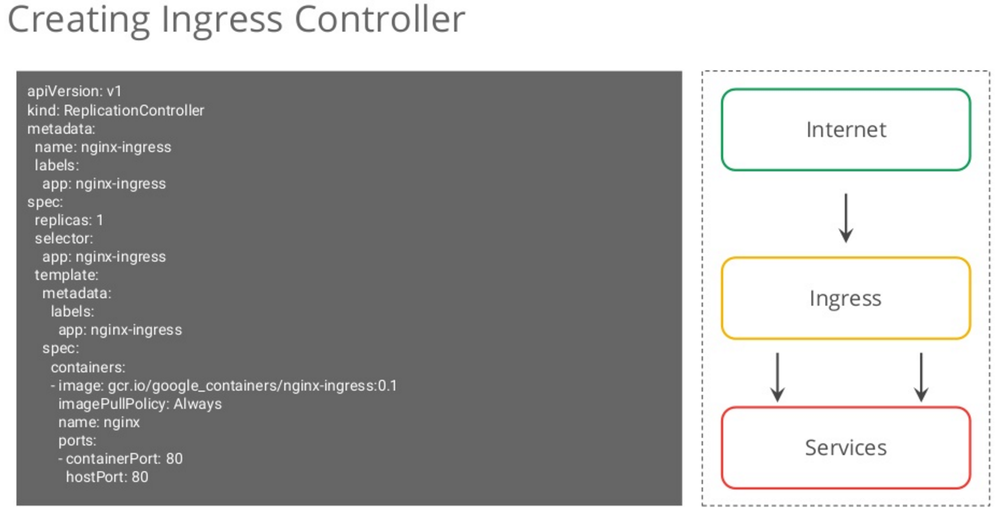 Creating Ingress Controller
apiVersion: v1
kind: ReplicationController
metadata:
  name: nginx-ingress
  labels:
    app: nginx-ingress
spec:
  replicas: 1
  selector:
    app: nginx-ingress
  template:
    metadata:
      labels:
        app: nginx-ingress
    spec:
      containers:
      - image: gcr.io/google_containers/nginx-ingress:0.1
        imagePullPolicy: Always
        name: nginx
        ports:
        - containerPort: 80
          hostPort: 80
Internet
Ingress
Services